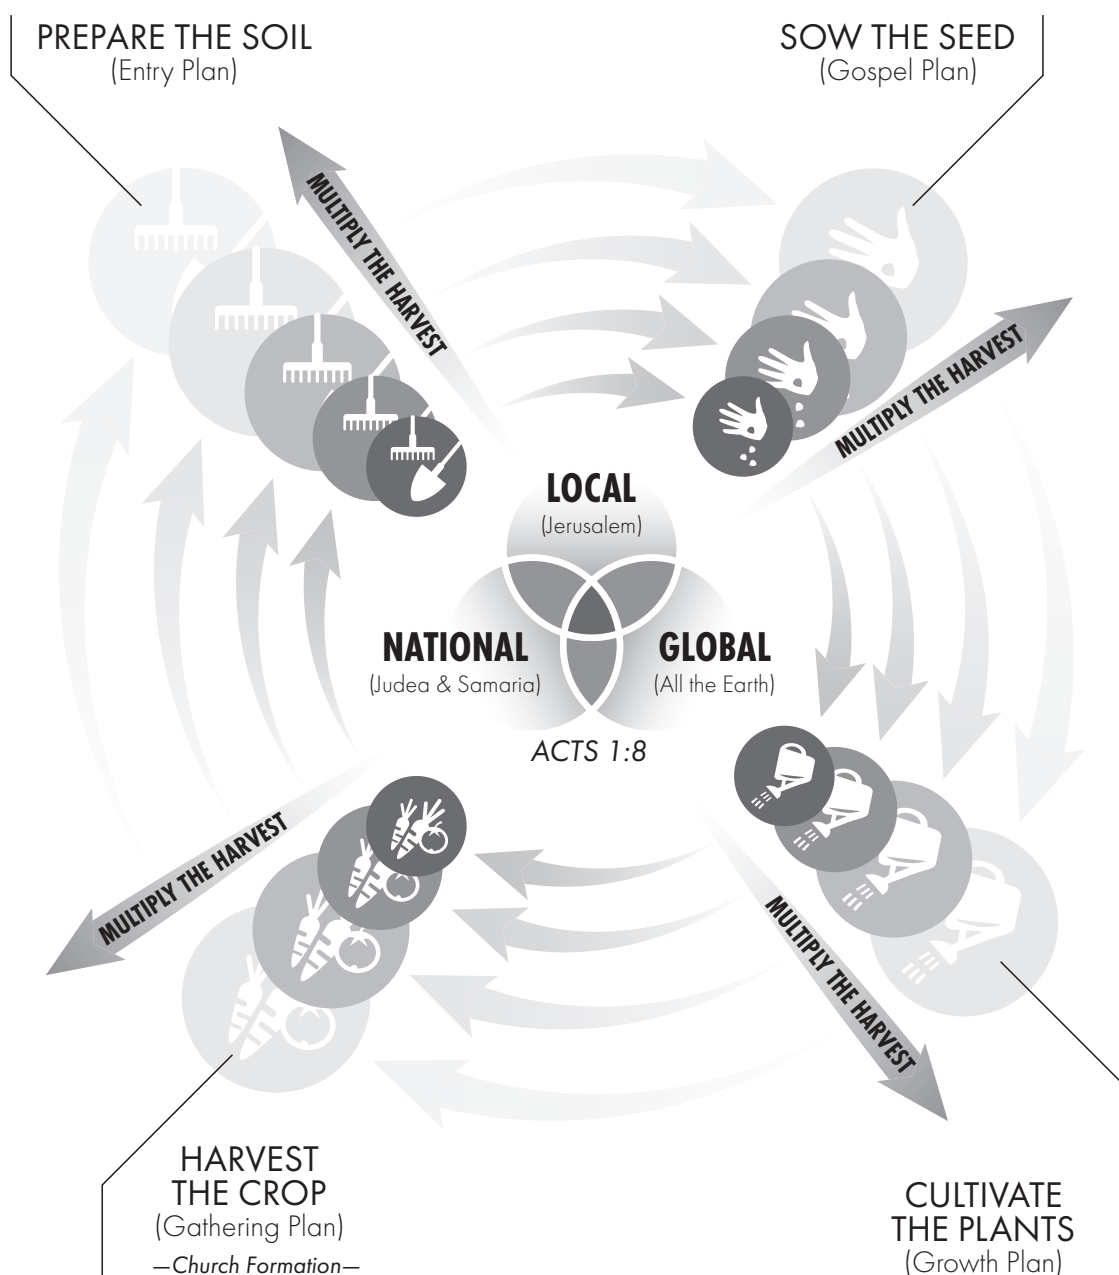 PREPARE THE SOIL
(Entry Plan)
SOW THE SEED
(Gospel Plan)
MULTIPLY THE HARVEST
MULTIPLY THE HARVEST
LOCAL
(Jerusalem)
NATIONAL
(Judea & Samaria)
GLOBAL
(All the Earth)
ACTS 1:8
MULTIPLY THE HARVEST
MULTIPLY THE HARVEST
HARVEST
THE CROP
(Gathering Plan)
—Church Formation—
CULTIVATE
THE PLANTS
(Growth Plan)